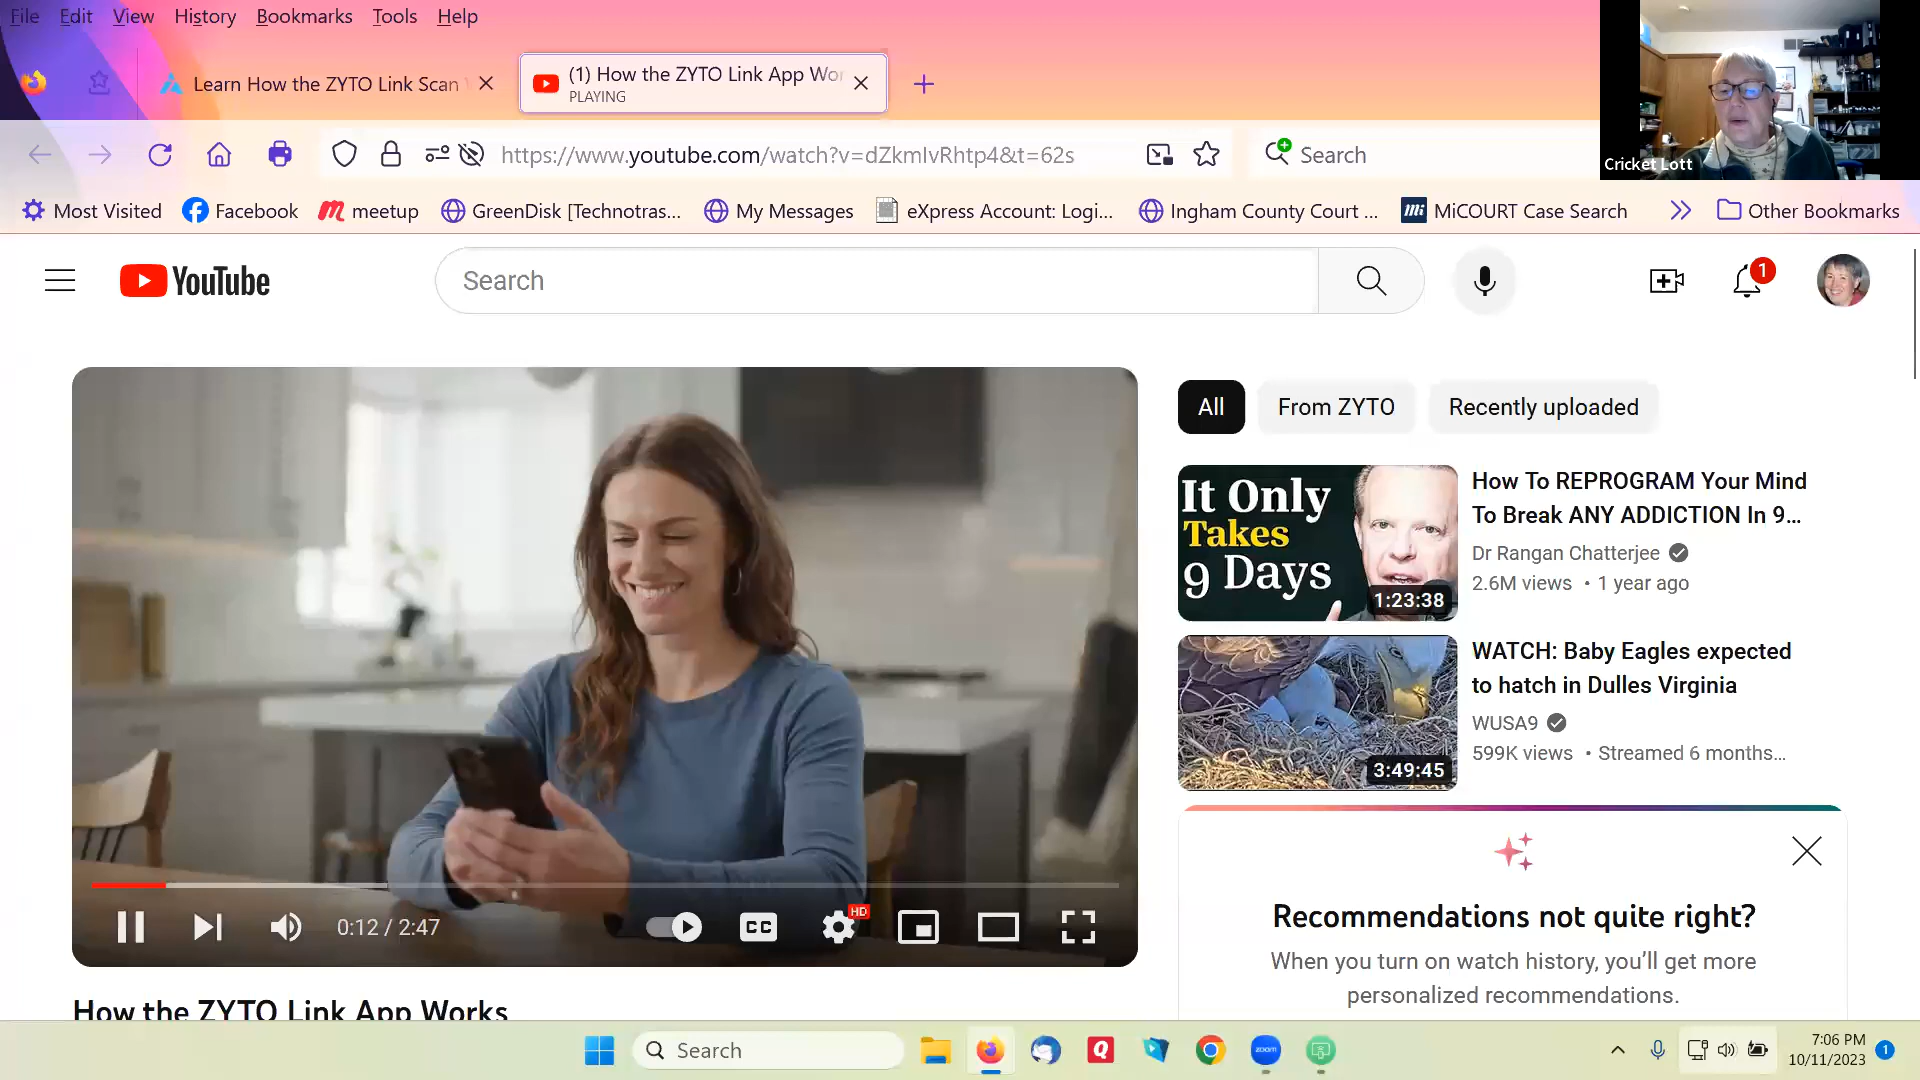 File Edit View History Bookmarks Tools Help
Learn How the ZYTO Link Scan
(1) How the ZYTO Link App Wor
PLAYING
https://www.youtube.com/watch?v=dZkmIvRhtp4&t=62s
Search
Cricket Lott
Most Visited
Facebook
meetup
GreenDisk [Technotras...
My Messages
eXpress Account: Logi...
Ingham County Court ...
MiCOURT Case Search
Other Bookmarks
YouTube
Search
1
All
From ZYTO
Recently uploaded
It Only
Takes
9 Days
1:23:38
How To REPROGRAM Your Mind
To Break ANY ADDICTION In 9...
Dr Rangan Chatterjee
2.6M views • 1 year ago
3:49:45
WATCH: Baby Eagles expected
to hatch in Dulles Virginia
WUSA9
599K views • Streamed 6 months...
Recommendations not quite right?
When you turn on watch history, you’ll get more
personalized recommendations.
0:12 / 2:47
CC
HD
How the ZYTO Link App Works
Search
zoom
7:06 PM
10/11/2023
1